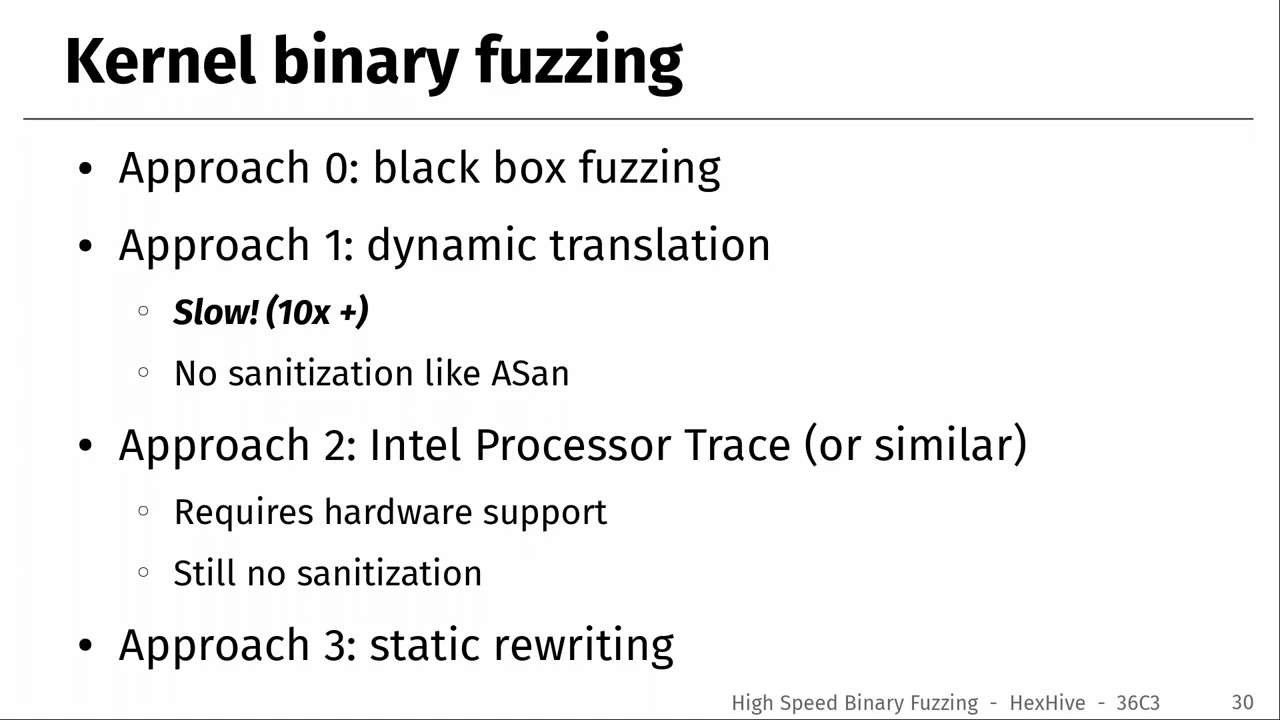 Kernel binary fuzzing
• Approach 0: black box fuzzing
• Approach 1: dynamic translation
○ Slow! (10x +)
○ No sanitization like ASan
• Approach 2: Intel Processor Trace (or similar)
○ Requires hardware support
○ Still no sanitization
• Approach 3: static rewriting
High Speed Binary Fuzzing - HexHive - 36C3 30